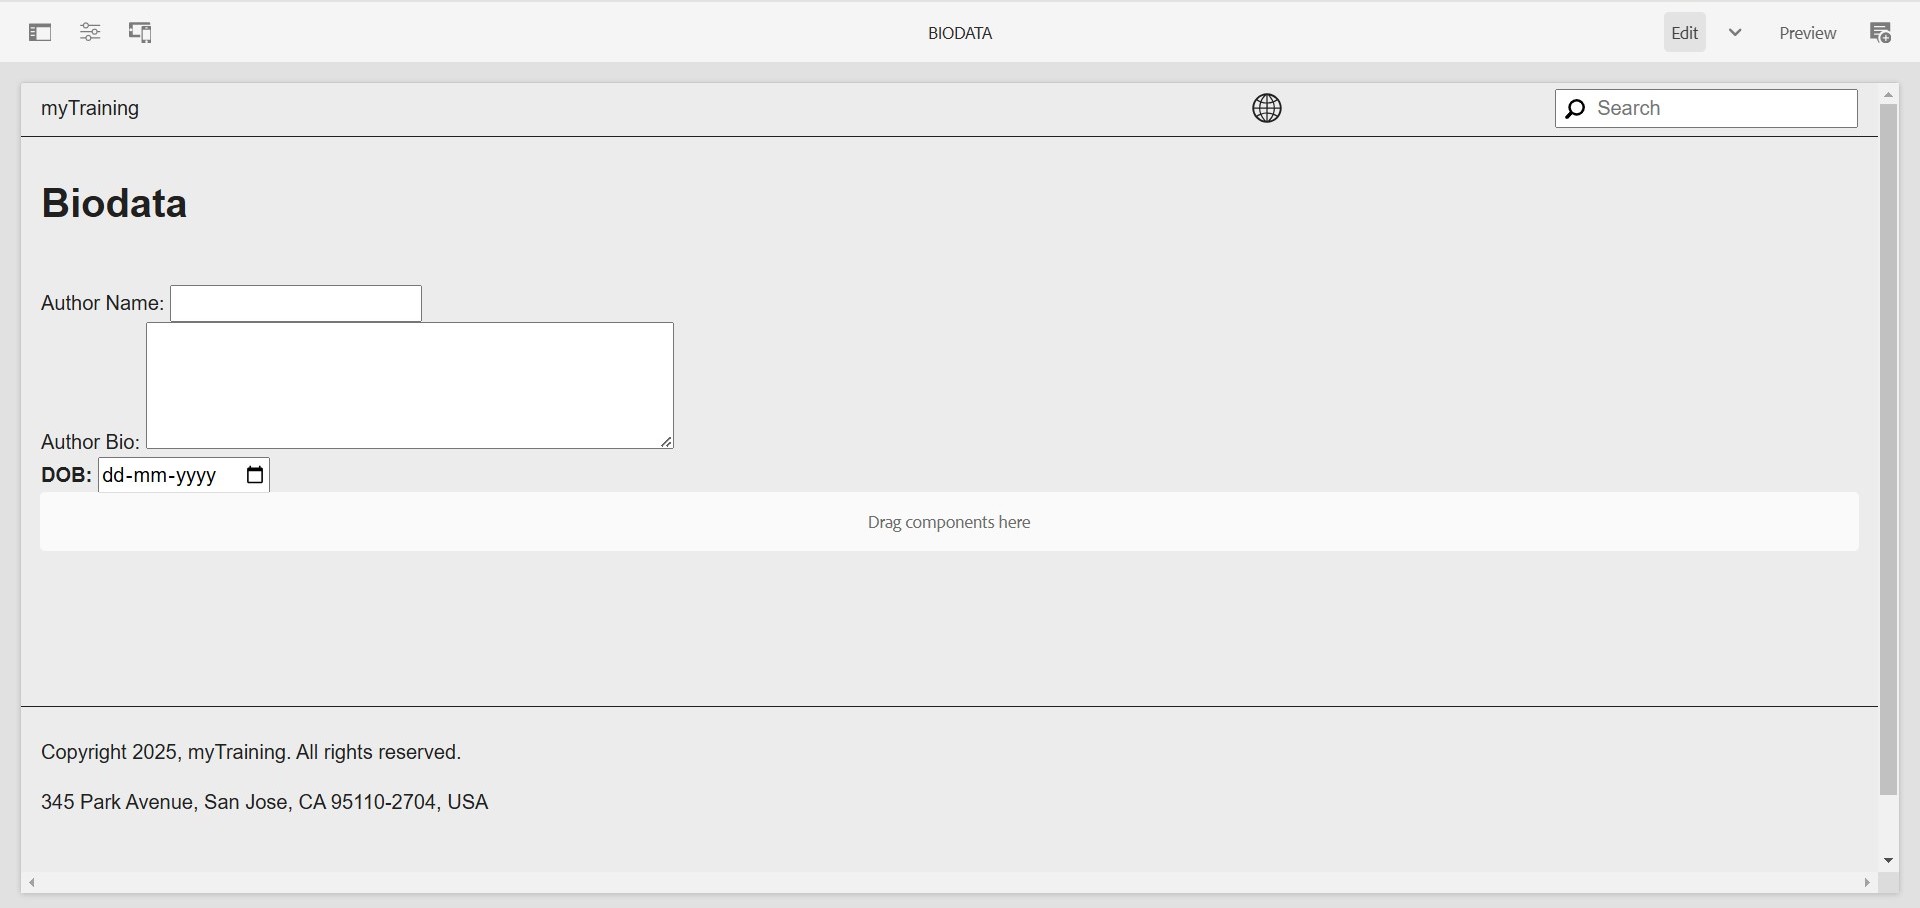 BIODATA
Edit
Preview
myTraining
Search
Biodata
Author Name:
Author Bio:
DOB: dd-mm-yyyy
Drag components here
Copyright 2025, myTraining. All rights reserved.
345 Park Avenue, San Jose, CA 95110-2704, USA